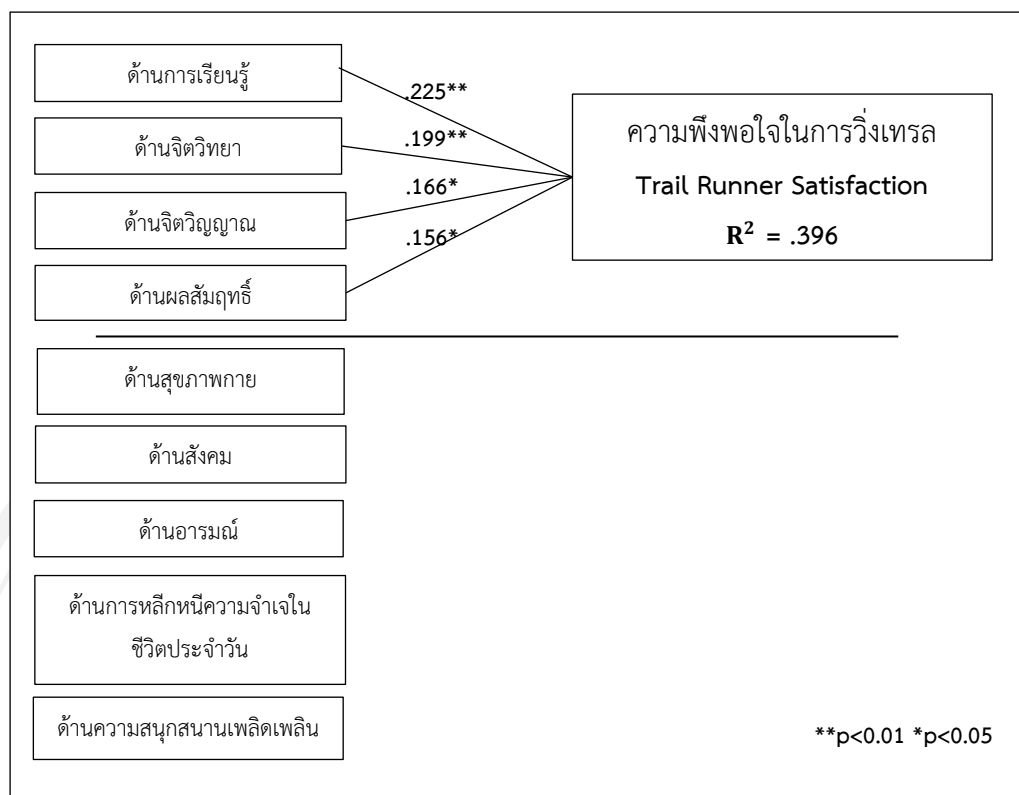 ด้านการเรียนรู้
ด้านจิตวิทยา
ด้านจิตวิญญาณ
ด้านผลสัมฤทธิ์
.225**
.199**
.166*
.156*
ความพึงพอใจในการวิ่งเทรล
Trail Runner Satisfaction
R² = .396
ด้านสุขภาพกาย
ด้านสังคม
ด้านอารมณ์
ด้านการหลีกหนีความจำเจใน
ชีวิตประจำวัน
ด้านความสนุกสนานเพลิดเพลิน
**p<0.01 *p<0.05